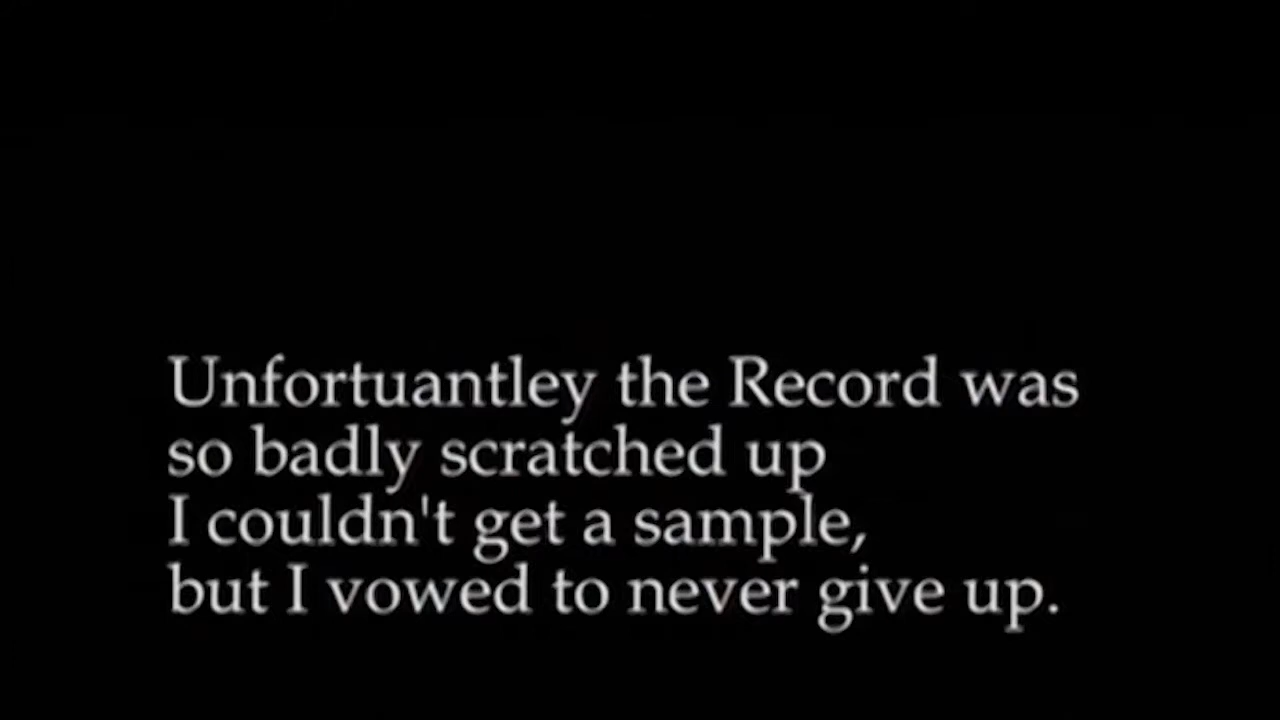 Unfortuantley the Record was
so badly scratched up
I couldn't get a sample,
but I vowed to never give up.